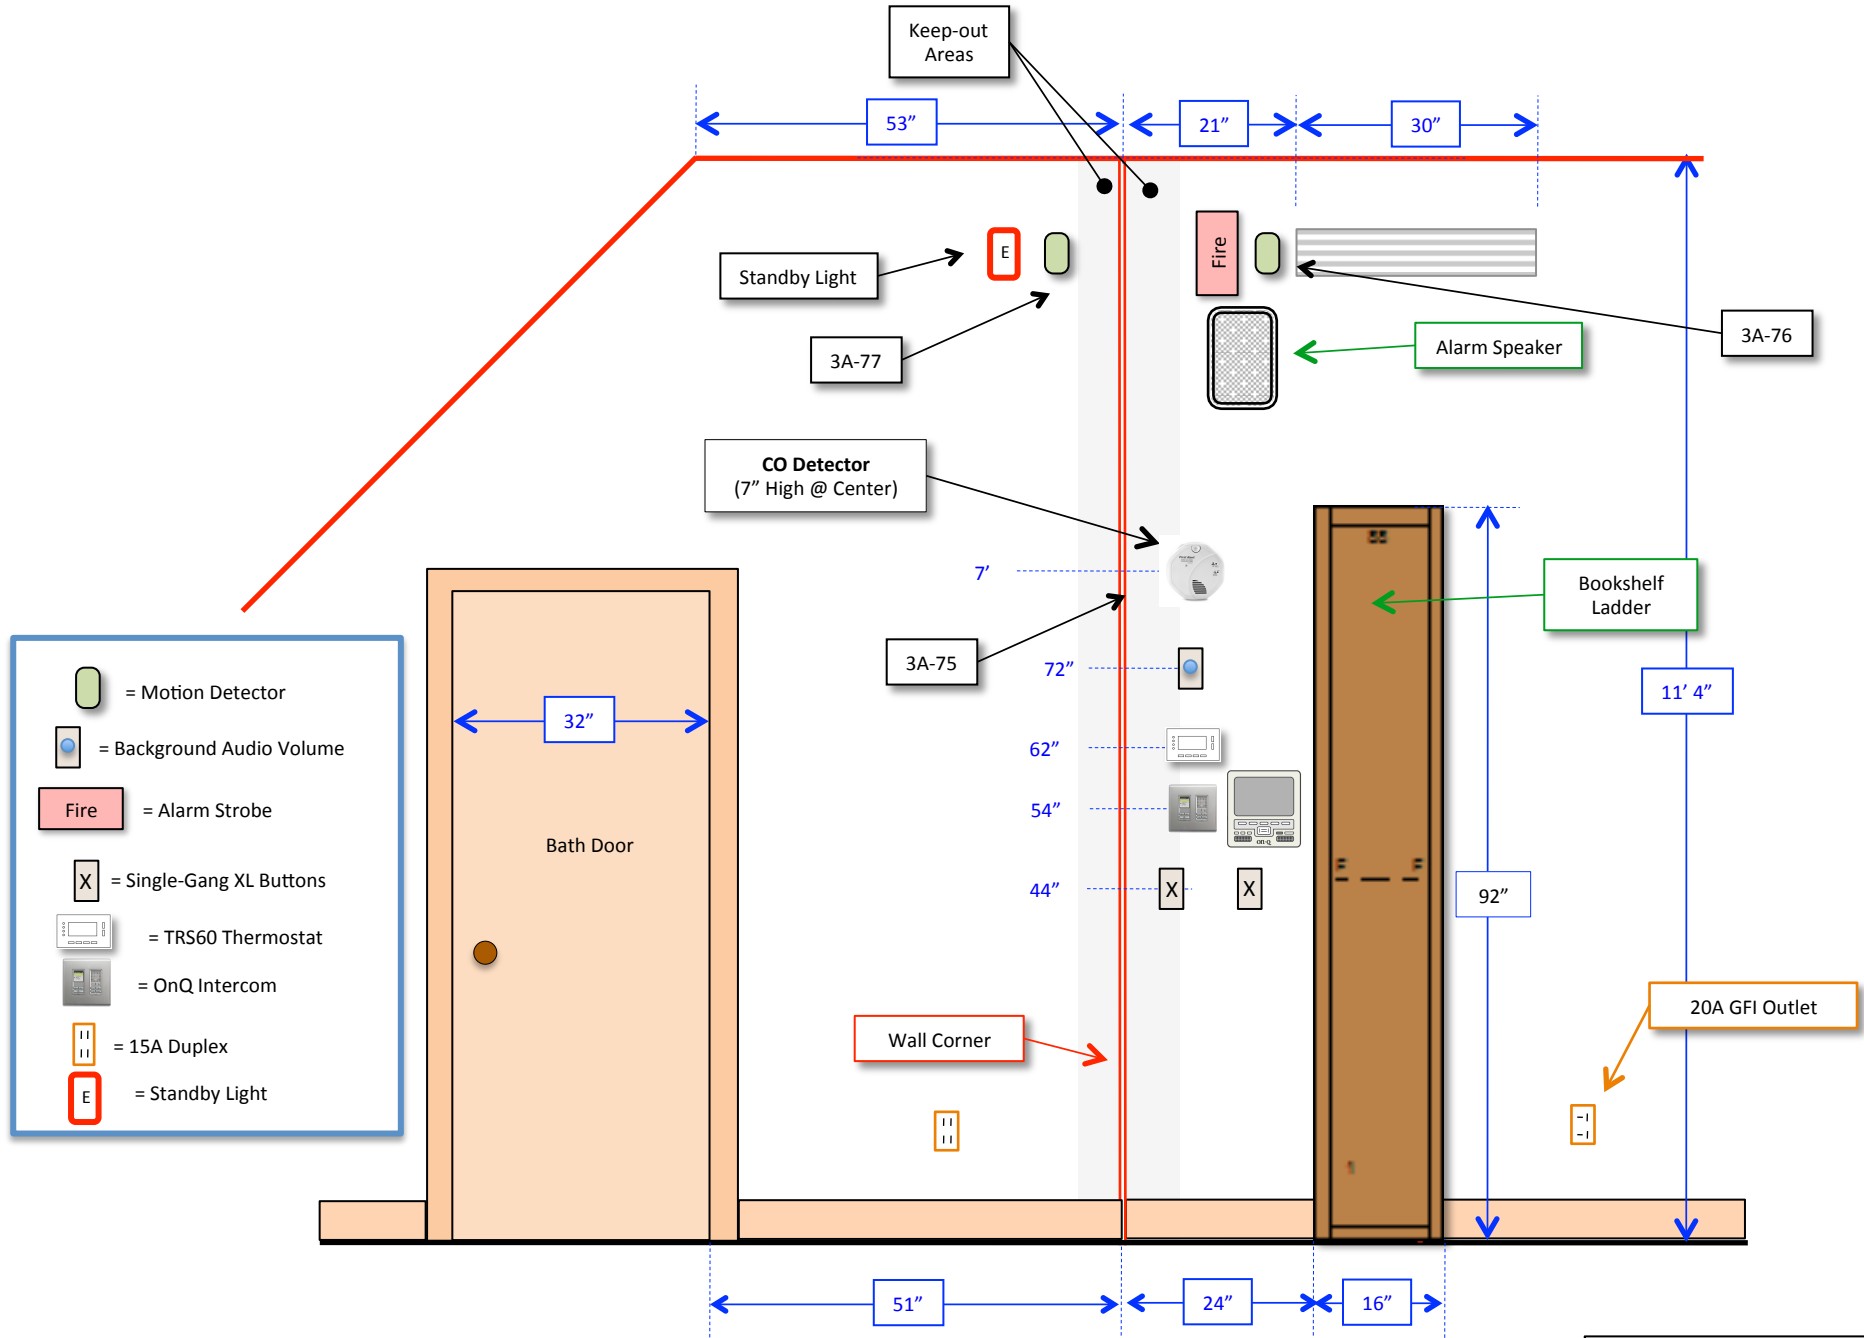 Keep-out
Areas
53”
21”
30”
Fire
E
Standby Light
3A-77
Alarm Speaker
3A-76
CO Detector
(7” High @ Center)
7’
Bookshelf
Ladder
3A-75
72”
11’ 4”
32”
62”
54”
on-q
Bath Door
44”
X
X
92”
= Motion Detector
= Background Audio Volume
Fire
= Alarm Strobe
X
= Single-Gang XL Buttons
= TRS60 Thermostat
= OnQ Intercom
= 15A Duplex
E
= Standby Light
20A GFI Outlet
Wall Corner
51”
24”
16”